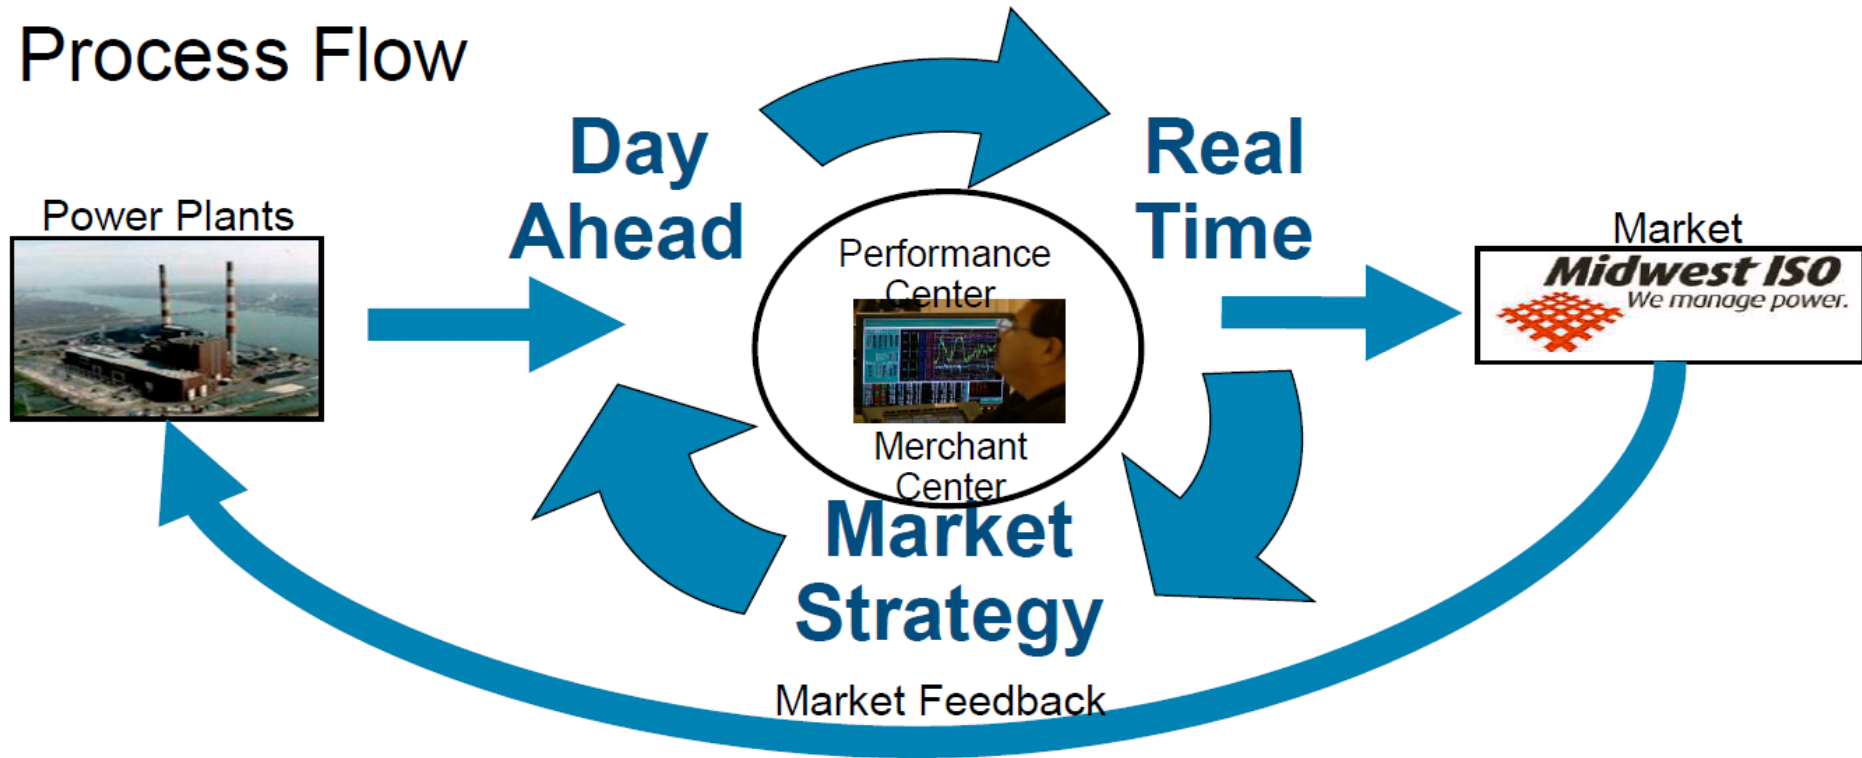 Process Flow
Day
Ahead
Real
Time
Power Plants
Performance
Center
Market
Midwest ISO
We manage power.
Merchant
Center
Market
Strategy
Market Feedback